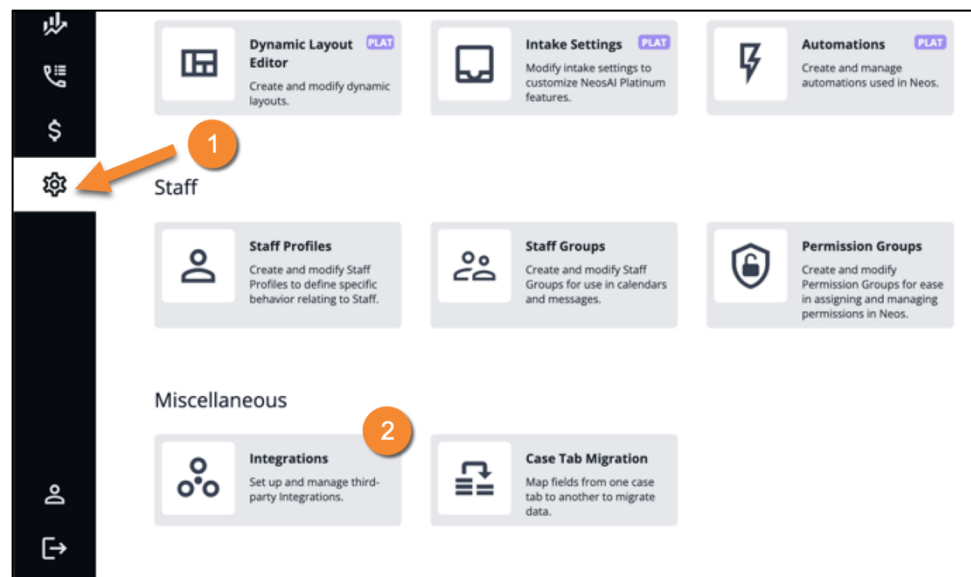 Dynamic Layout Editor PLAT
Create and modify dynamic
layouts.
Intake Settings PLAT
Modify intake settings to
customize NeosAI Platinum
features.
Automations PLAT
Create and manage
automations used in Neos.
$
1
Staff
Staff Profiles
Create and modify Staff
Profiles to define specific
behavior relating to Staff.
Staff Groups
Create and modify Staff
Groups for use in calendars
and messages.
Permission Groups
Create and modify
Permission Groups for ease
in assigning and managing
permissions in Neos.
Miscellaneous
2
Integrations
Set up and manage third-
party Integrations.
Case Tab Migration
Map fields from one case
tab to another to migrate
data.